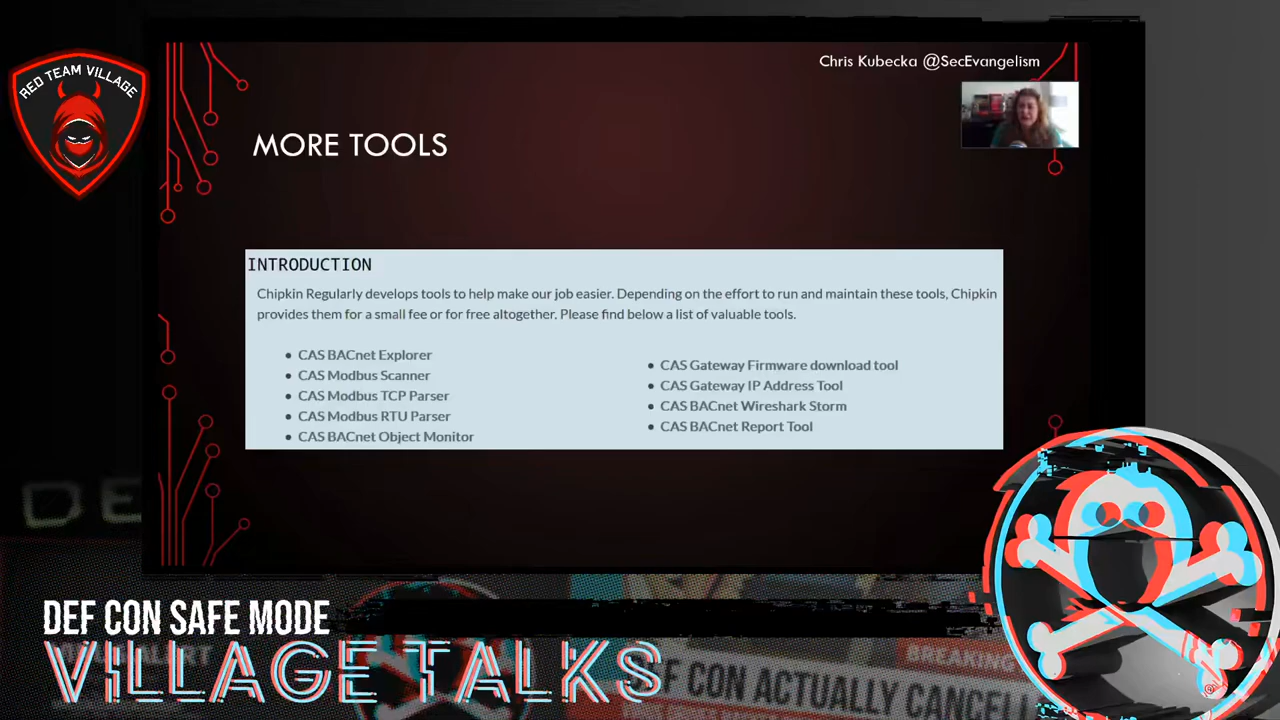 RED TEAM VILLAGE
Chris Kubecka @SecEvangelism
MORE TOOLS
INTRODUCTION
Chipkin Regularly develops tools to help make our job easier. Depending on the effort to run and maintain these tools, Chipkin
provides them for a small fee or for free altogether. Please find below a list of valuable tools.
• CAS BACnet Explorer
• CAS Modbus Scanner
• CAS Modbus TCP Parser
• CAS Modbus RTU Parser
• CAS BACnet Object Monitor
• CAS Gateway Firmware download tool
• CAS Gateway IP Address Tool
• CAS BACnet Wireshark Storm
• CAS BACnet Report Tool
DE
DEF CON SAFE MODE
VILLAGE TALKS
BREAKING
F CON ACTUALLY CANCELL